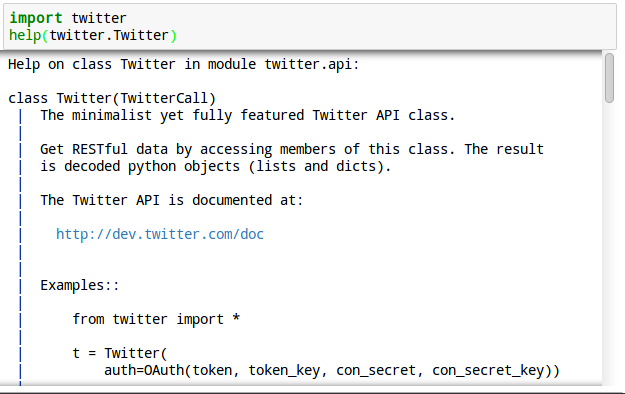 import twitter
help(twitter.Twitter)
Help on class Twitter in module twitter.api:
class Twitter(TwitterCall)
 |  The minimalist yet fully featured Twitter API class.
 |
 |  Get RESTful data by accessing members of this class. The result
 |  is decoded python objects (lists and dicts).
 |
 |  The Twitter API is documented at:
 |
 |    http://dev.twitter.com/doc
 |
 |
 |  Examples::
 |
 |      from twitter import *
 |
 |      t = Twitter(
 |          auth=OAuth(token, token_key, con_secret, con_secret_key))
 |